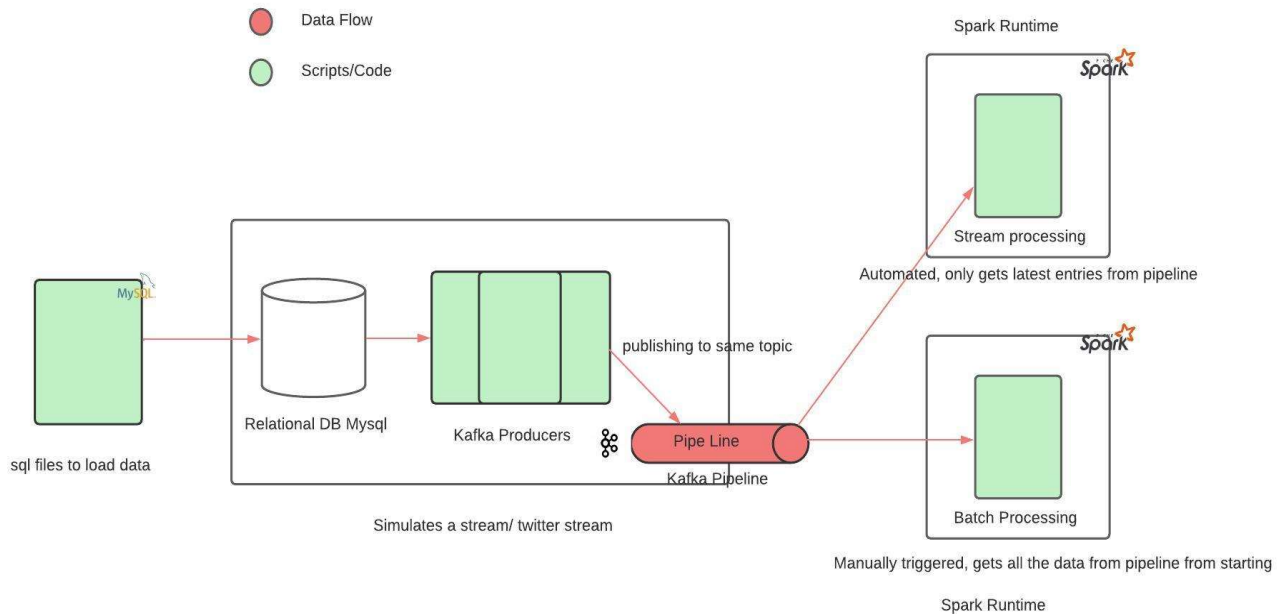 Data Flow
Scripts/Code
Spark Runtime
Spark
Stream processing
Automated, only gets latest entries from pipeline
MySQL
sql files to load data
Relational DB Mysql
Kafka Producers
publishing to same topic
Pipe Line
Kafka Pipeline
Simulates a stream/ twitter stream
Spark
Batch Processing
Manually triggered, gets all the data from pipeline from starting
Spark Runtime